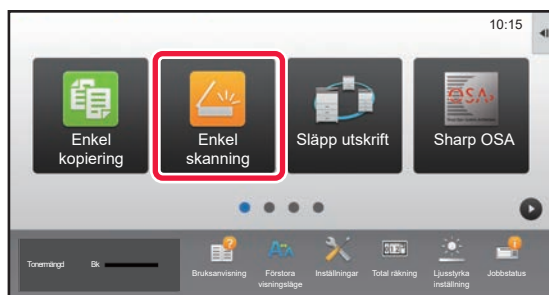 10:15
Enkel
kopiering
Enkel
skanning
Släpp utskrift
OSA
Sharp OSA
Tonermängd
Bk
Bruksanvisning
Förstora
visningsläge
Inställningar
Total räkning
Ljusstyrka
inställning
Jobbstatus